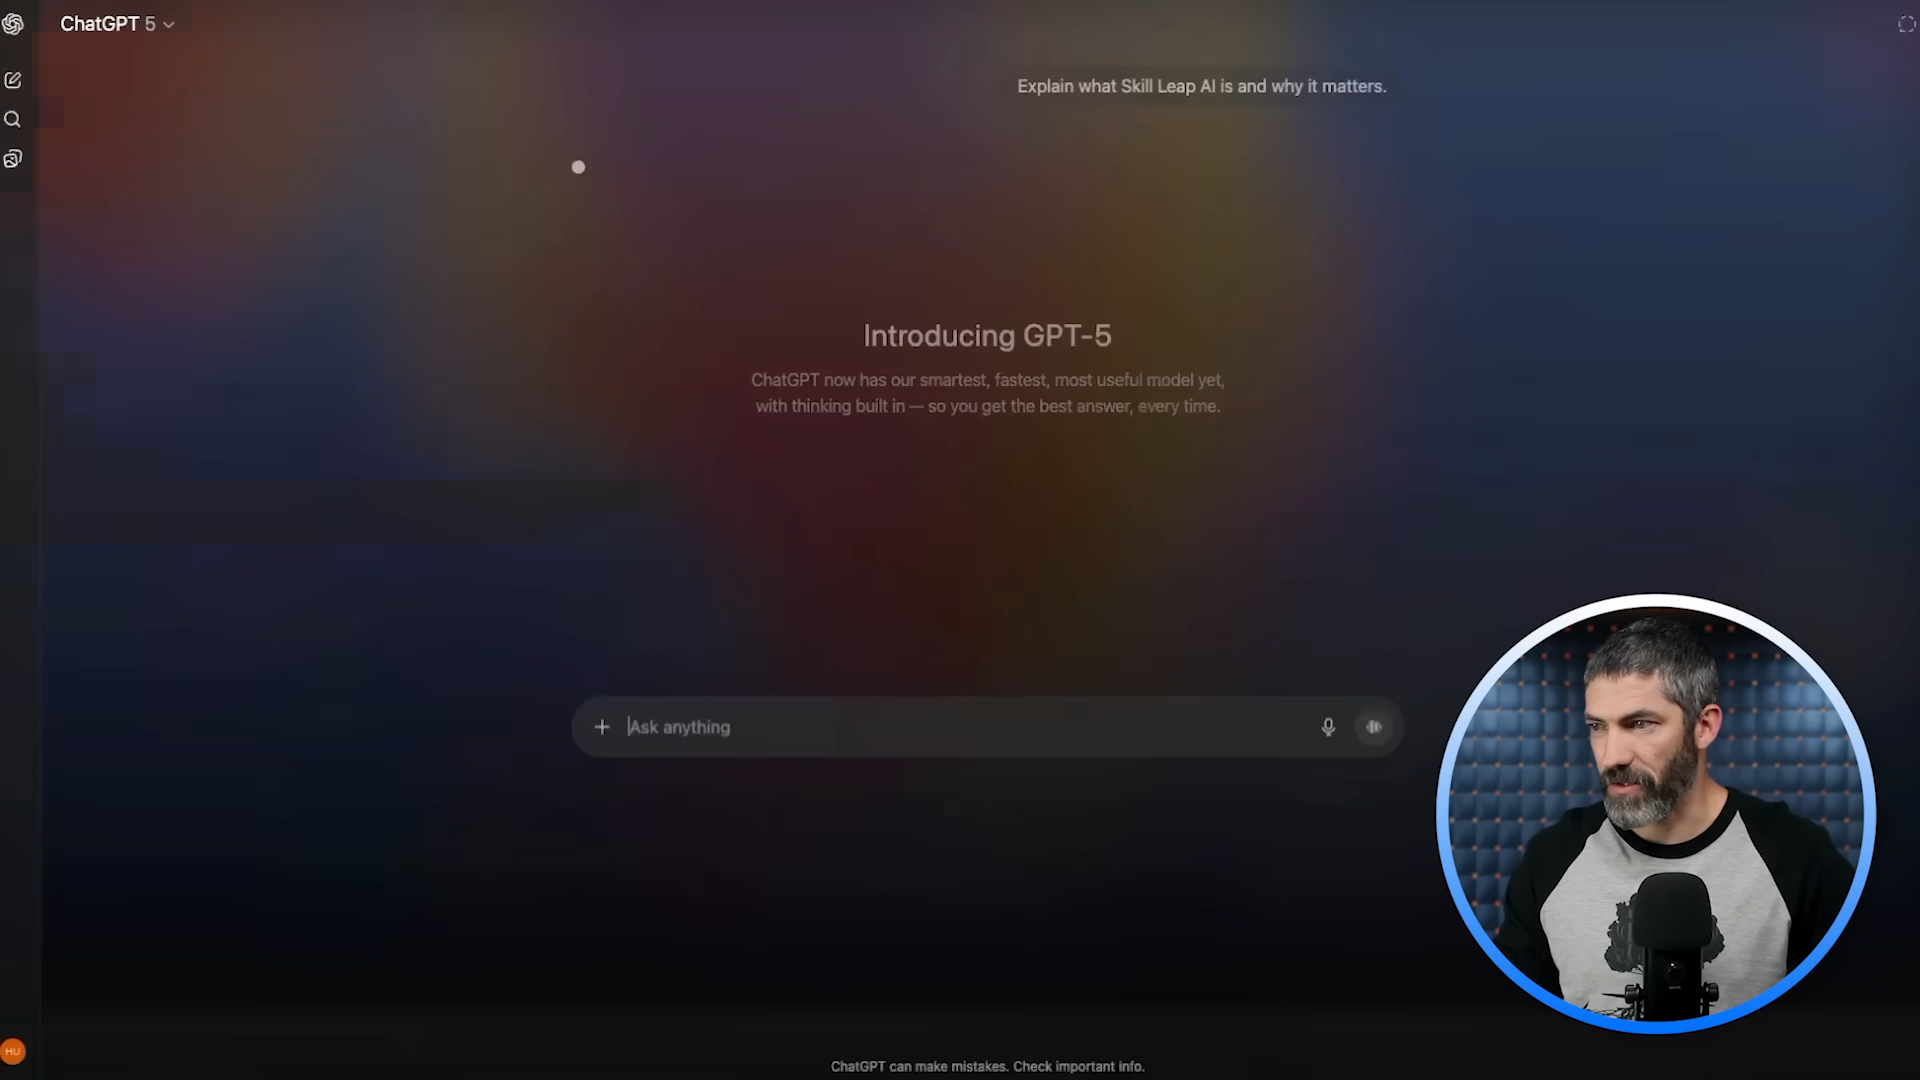 ChatGPT 5
Explain what Skill Leap AI is and why it matters.
Introducing GPT-5
ChatGPT now has our smartest, fastest, most useful model yet,
with thinking built in — so you get the best answer, every time.
Ask anything
HU
ChatGPT can make mistakes. Check important info.